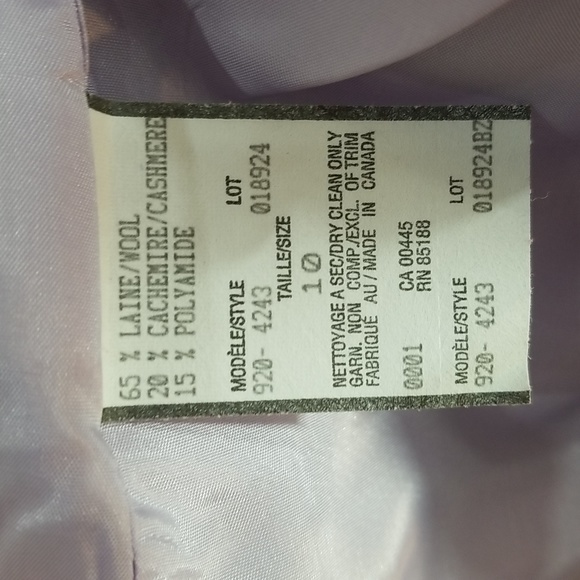 65 % LAINE/WOOL
20 % CACHEMIRE/CASHMERE
15 % POLYAMIDE
MODÈLE/STYLE LOT
920- 4243 018924
TAILLE/SIZE
10
NETTOYAGE A SEC/DRY CLEAN ONLY
GARN. NON COMP./EXCL. OF TRIM
FABRIQUÉ AU / MADE IN CANADA
CA 00445
0001 RN 85188
MODÈLE/STYLE LOT
920- 4243 018924BZ